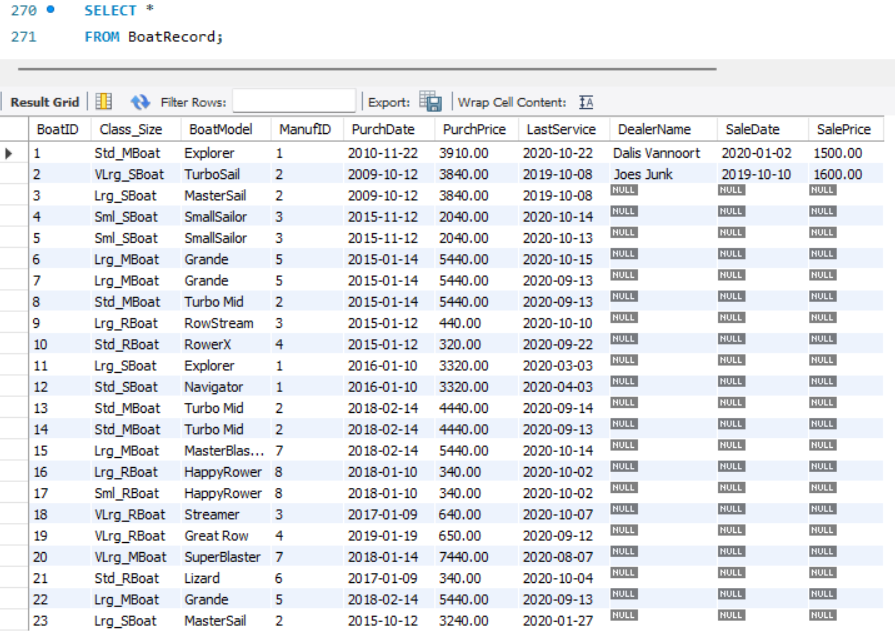 270 SELECT *
271 FROM BoatRecord;
Result Grid Filter Rows: Export: Wrap Cell Content: IA
BoatID Class_Size BoatModel ManufID PurchDate PurchPrice LastService DealerName SaleDate SalePrice
1 Std_MBoat Explorer 1 2010-11-22 3910.00 2020-10-22 Dalis Vannoort 2020-01-02 1500.00
2 VLrg_SBoat TurboSail 2 2009-10-12 3840.00 2019-10-08 Joes Junk 2019-10-10 1600.00
3 Lrg_SBoat MasterSail 2 2009-10-12 3840.00 2019-10-08 NULL NULL NULL
4 Sml_SBoat SmallSailor 3 2015-11-12 2040.00 2020-10-14 NULL NULL NULL
5 Sml_SBoat SmallSailor 3 2015-11-12 2040.00 2020-10-13 NULL NULL NULL
6 Lrg_MBoat Grande 5 2015-01-14 5440.00 2020-10-15 NULL NULL NULL
7 Lrg_MBoat Grande 5 2015-01-14 5440.00 2020-09-13 NULL NULL NULL
8 Std_MBoat Turbo Mid 2 2015-01-14 5440.00 2020-09-13 NULL NULL NULL
9 Lrg_RBoat RowStream 3 2015-01-12 440.00 2020-10-10 NULL NULL NULL
10 Std_RBoat RowerX 4 2015-01-12 320.00 2020-09-22 NULL NULL NULL
11 Lrg_SBoat Explorer 1 2016-01-10 3320.00 2020-03-03 NULL NULL NULL
12 Std_SBoat Navigator 1 2016-01-10 3320.00 2020-04-03 NULL NULL NULL
13 Std_MBoat Turbo Mid 2 2018-02-14 4440.00 2020-09-14 NULL NULL NULL
14 Std_MBoat Turbo Mid 2 2018-02-14 4440.00 2020-09-13 NULL NULL NULL
15 Lrg_MBoat MasterBlas... 7 2018-02-14 5440.00 2020-10-14 NULL NULL NULL
16 Lrg_RBoat HappyRower 8 2018-01-10 340.00 2020-10-02 NULL NULL NULL
17 Sml_RBoat HappyRower 8 2018-01-10 340.00 2020-10-02 NULL NULL NULL
18 VLrg_RBoat Streamer 3 2017-01-09 640.00 2020-10-07 NULL NULL NULL
19 VLrg_RBoat Great Row 4 2019-01-19 650.00 2020-09-12 NULL NULL NULL
20 VLrg_MBoat SuperBlaster 7 2018-01-14 7440.00 2020-08-07 NULL NULL NULL
21 Std_RBoat Lizard 6 2017-01-09 340.00 2020-10-04 NULL NULL NULL
22 Lrg_MBoat Grande 5 2018-02-14 5440.00 2020-09-13 NULL NULL NULL
23 Lrg_SBoat MasterSail 2 2015-10-12 3240.00 2020-01-27 NULL NULL NULL